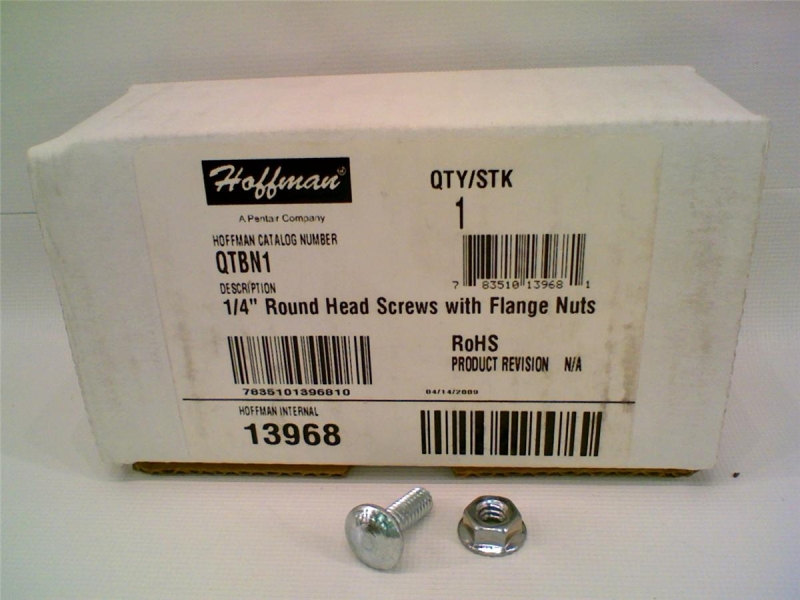 Hoffman®
A Pentair Company
QTY/STK
1
HOFFMAN CATALOG NUMBER
QTBN1
7 83510 13968 1
DESCRIPTION
1/4" Round Head Screws with Flange Nuts
RoHS
PRODUCT REVISION N/A
7835101396810
04/14/2009
HOFFMAN INTERNAL
13968